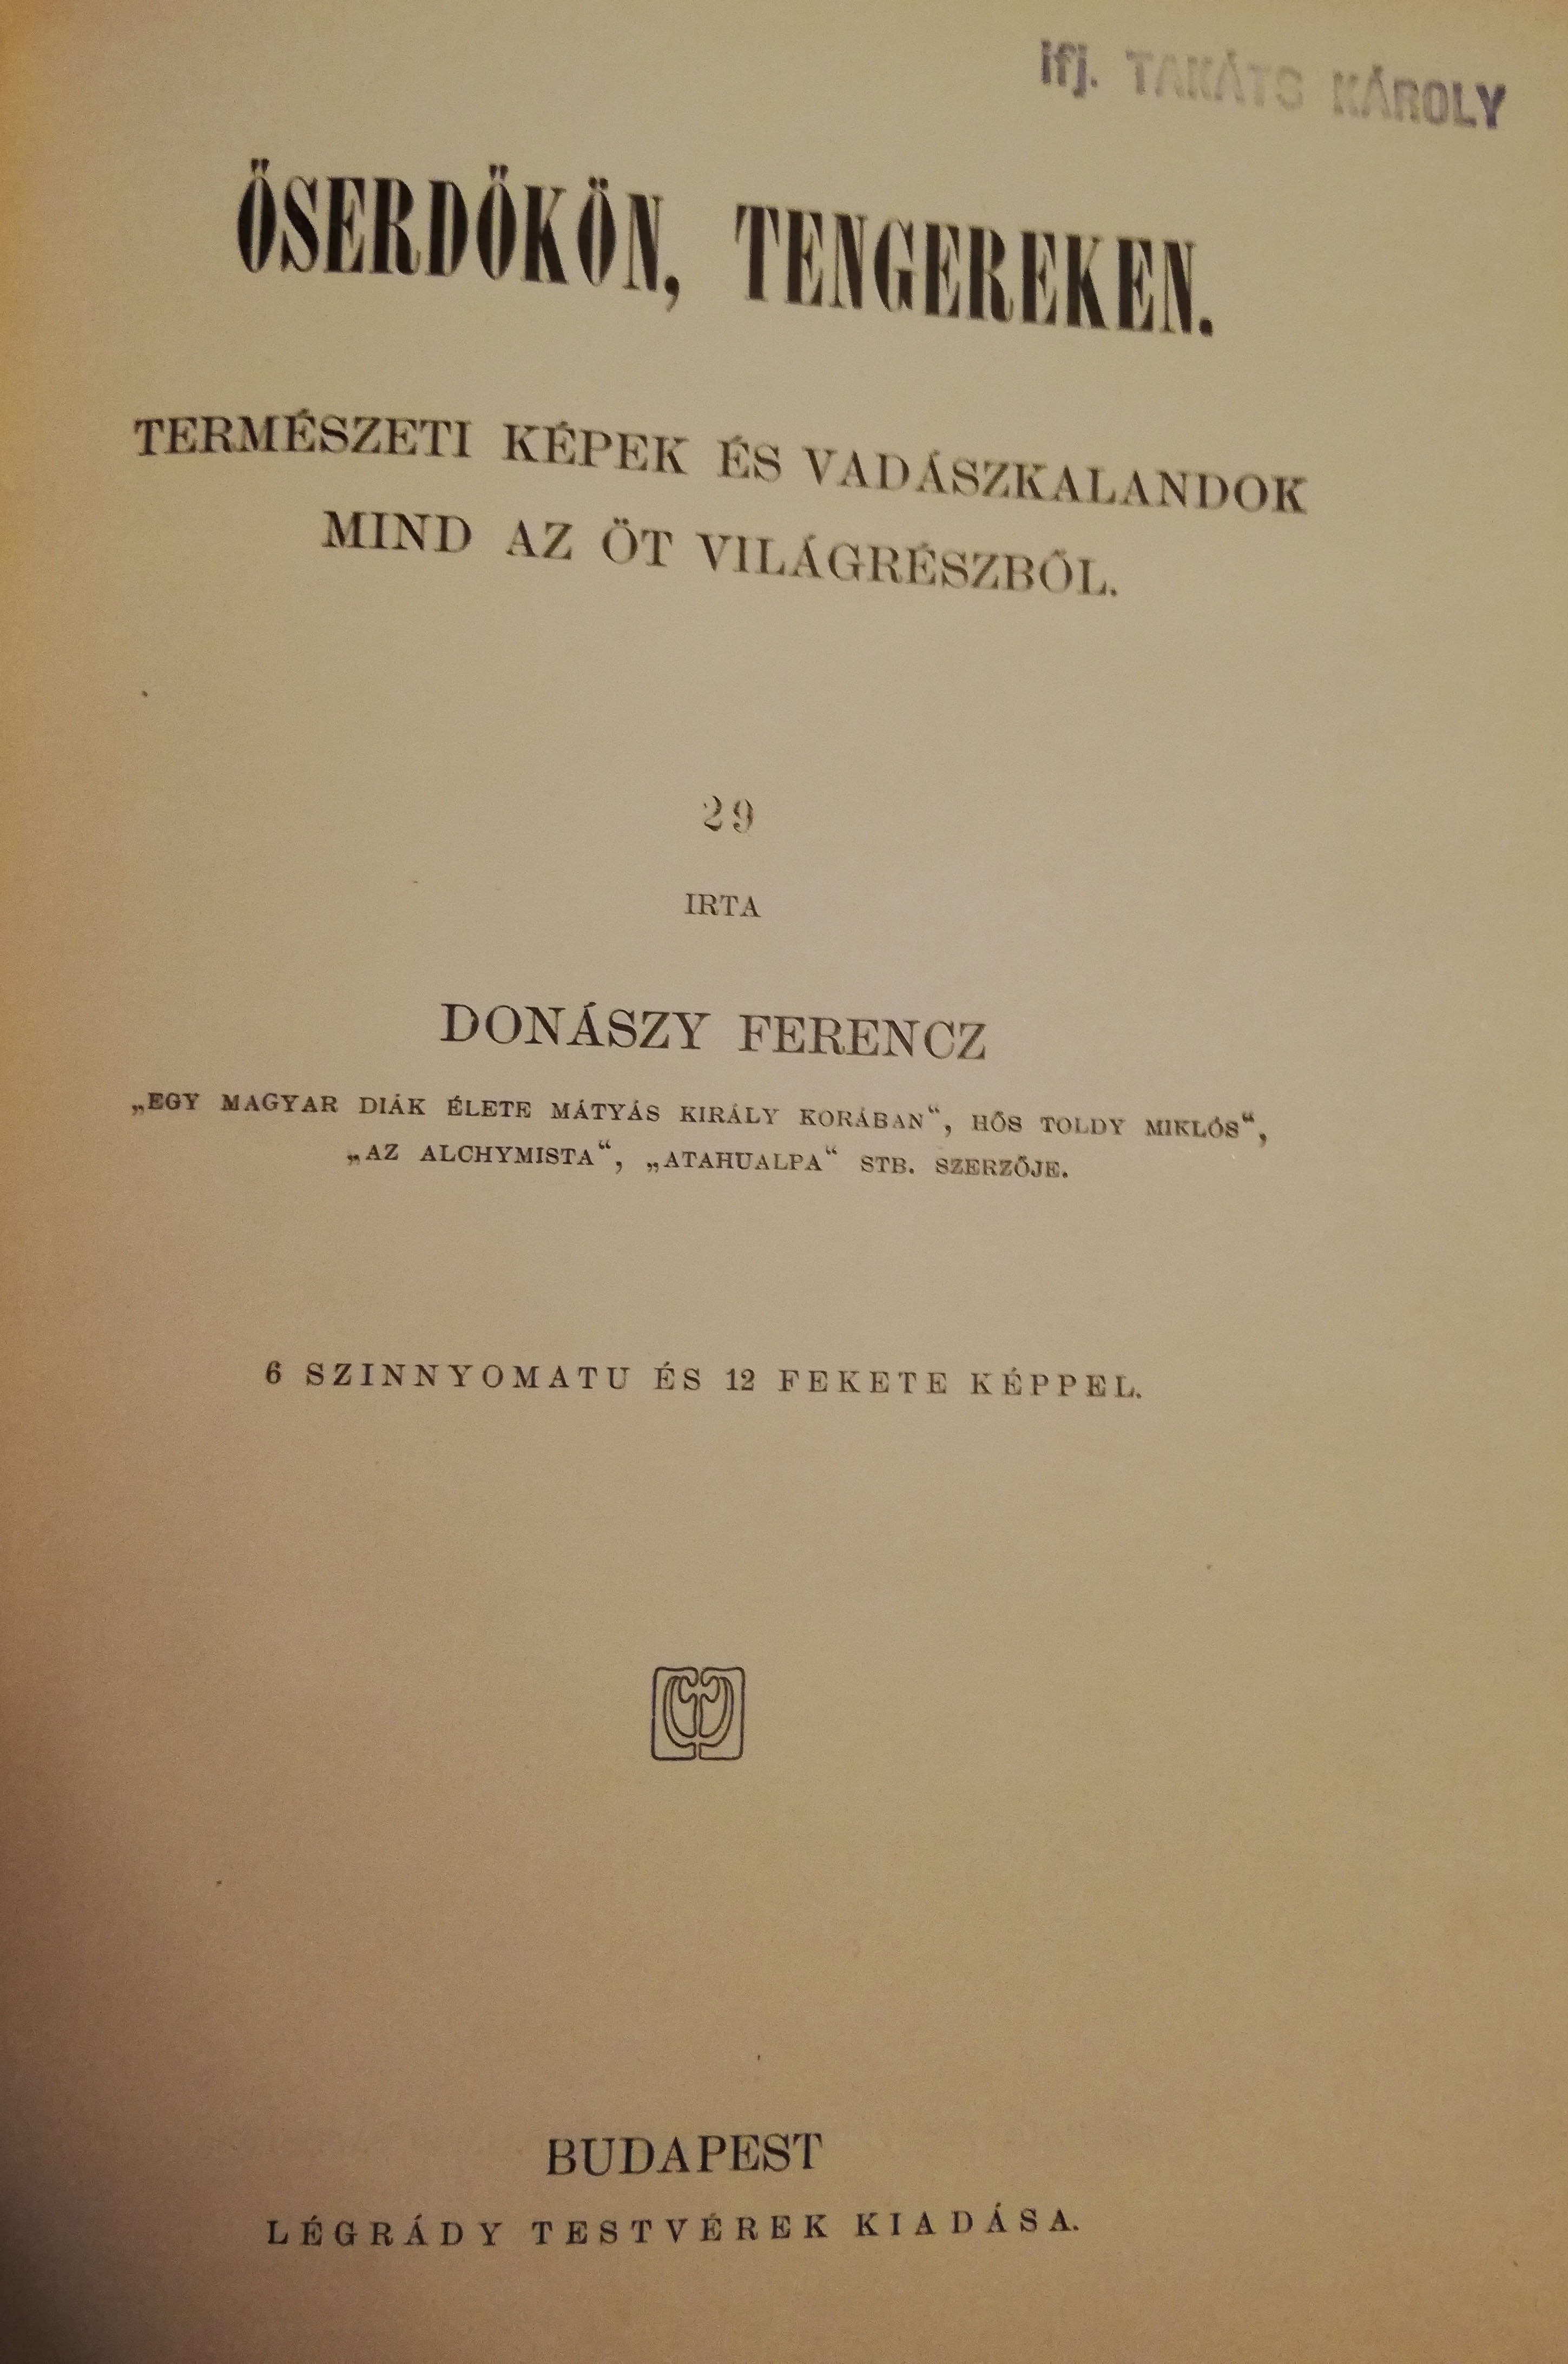 ifj. TAKÁTS KÁROLY
ŐSERDŐKÖN, TENGEREKEN.
TERMÉSZETI KÉPEK ÉS VADÁSZKALANDOK
MIND AZ ÖT VILÁGRÉSZBŐL.
29
IRTA
DONÁSZY FERENCZ
„EGY MAGYAR DIÁK ÉLETE MÁTYÁS KIRÁLY KORÁBAN“, HŐS TOLDY MIKLÓS“,
„AZ ALCHYMISTA“, „ATAHUALPA“ STB. SZERZŐJE.
6 SZINNYOMATU ÉS 12 FEKETE KÉPPEL.
BUDAPEST
LÉGRÁDY TESTVÉREK KIADÁSA.